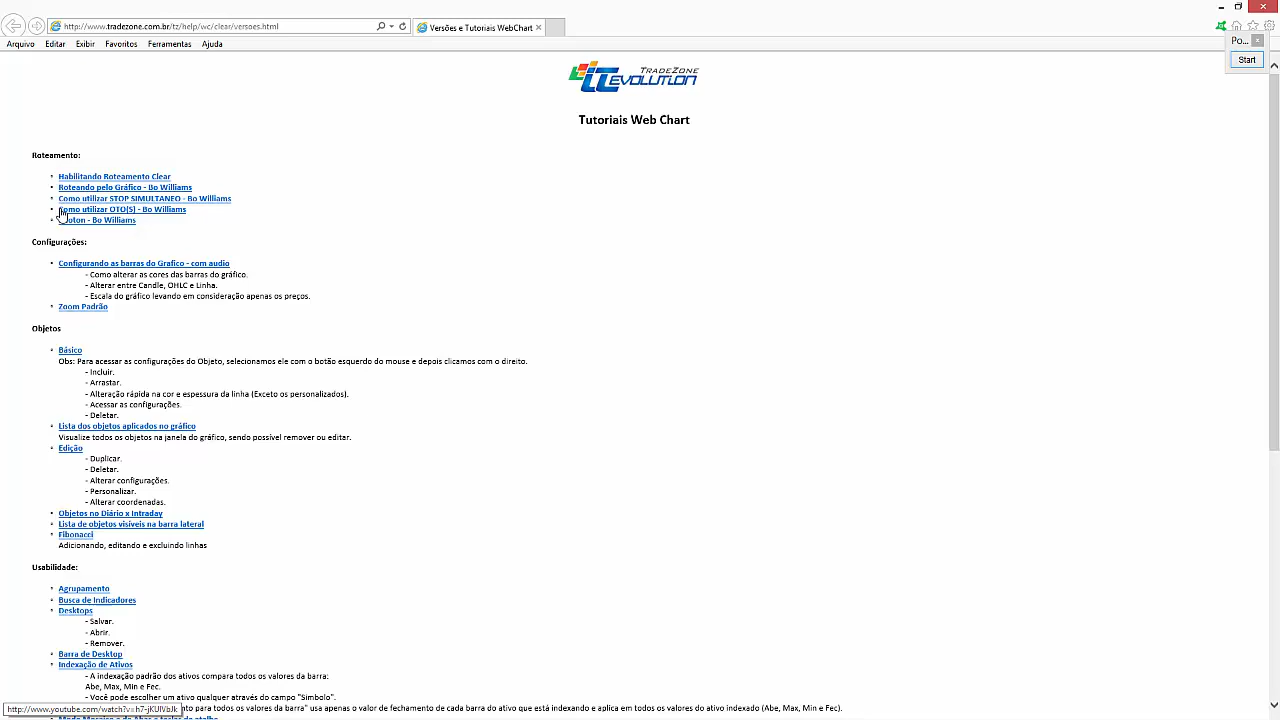 http://www.tradezone.com.br/tz/help/wc/clear/versoes.html
Versões e Tutoriais WebChart
Arquivo Editar Exibir Favoritos Ferramentas Ajuda
Po...
Start
TRADEZONE
EVOLUTION
Tutoriais Web Chart
Roteamento:
Habilitando Roteamento Clear
Roteando pelo Gráfico - Bo Williams
Como utilizar STOP SIMULTANEO - Bo Williams
Como utilizar OTO(S) - Bo Williams
- Bo Williams
Configurações:
Configurando as barras do Grafico - com audio
- Como alterar as cores das barras do gráfico.
- Alterar entre Candle, OHLC e Linha.
- Escala do gráfico levando em consideração apenas os preços.
Zoom Padrão
Objetos
Básico
Obs: Para acessar as configurações do Objeto, selecionamos ele com o botão esquerdo do mouse e depois clicamos com o direito.
- Incluir.
- Arrastar.
- Alteração rápida na cor e espessura da linha (Exceto os personalizados).
- Acessar as configurações.
- Deletar.
Lista dos objetos aplicados no gráfico
Visualize todos os objetos na janela do gráfico, sendo possível remover ou editar.
Edição
- Duplicar.
- Deletar.
- Alterar configurações.
- Personalizar.
- Alterar coordenadas.
Objetos no Diário x Intraday
Lista de objetos visíveis na barra lateral
Fibonacci
Adicionando, editando e excluindo linhas
Usabilidade:
Agrupamento
Busca de Indicadores
Desktops
- Salvar.
- Abrir.
- Remover.
Barra de Desktop
Indexação de Ativos
- A indexação padrão dos ativos compara todos os valores da barra:
Abe, Max, Min e Fec.
- Você pode escolher um ativo qualquer através do campo "Simbolo".
para todos os valores da barra" usa apenas o valor de fechamento de cada barra do ativo que está indexando e aplica em todos os valores do ativo indexado (Abe, Max, Min e Fec).